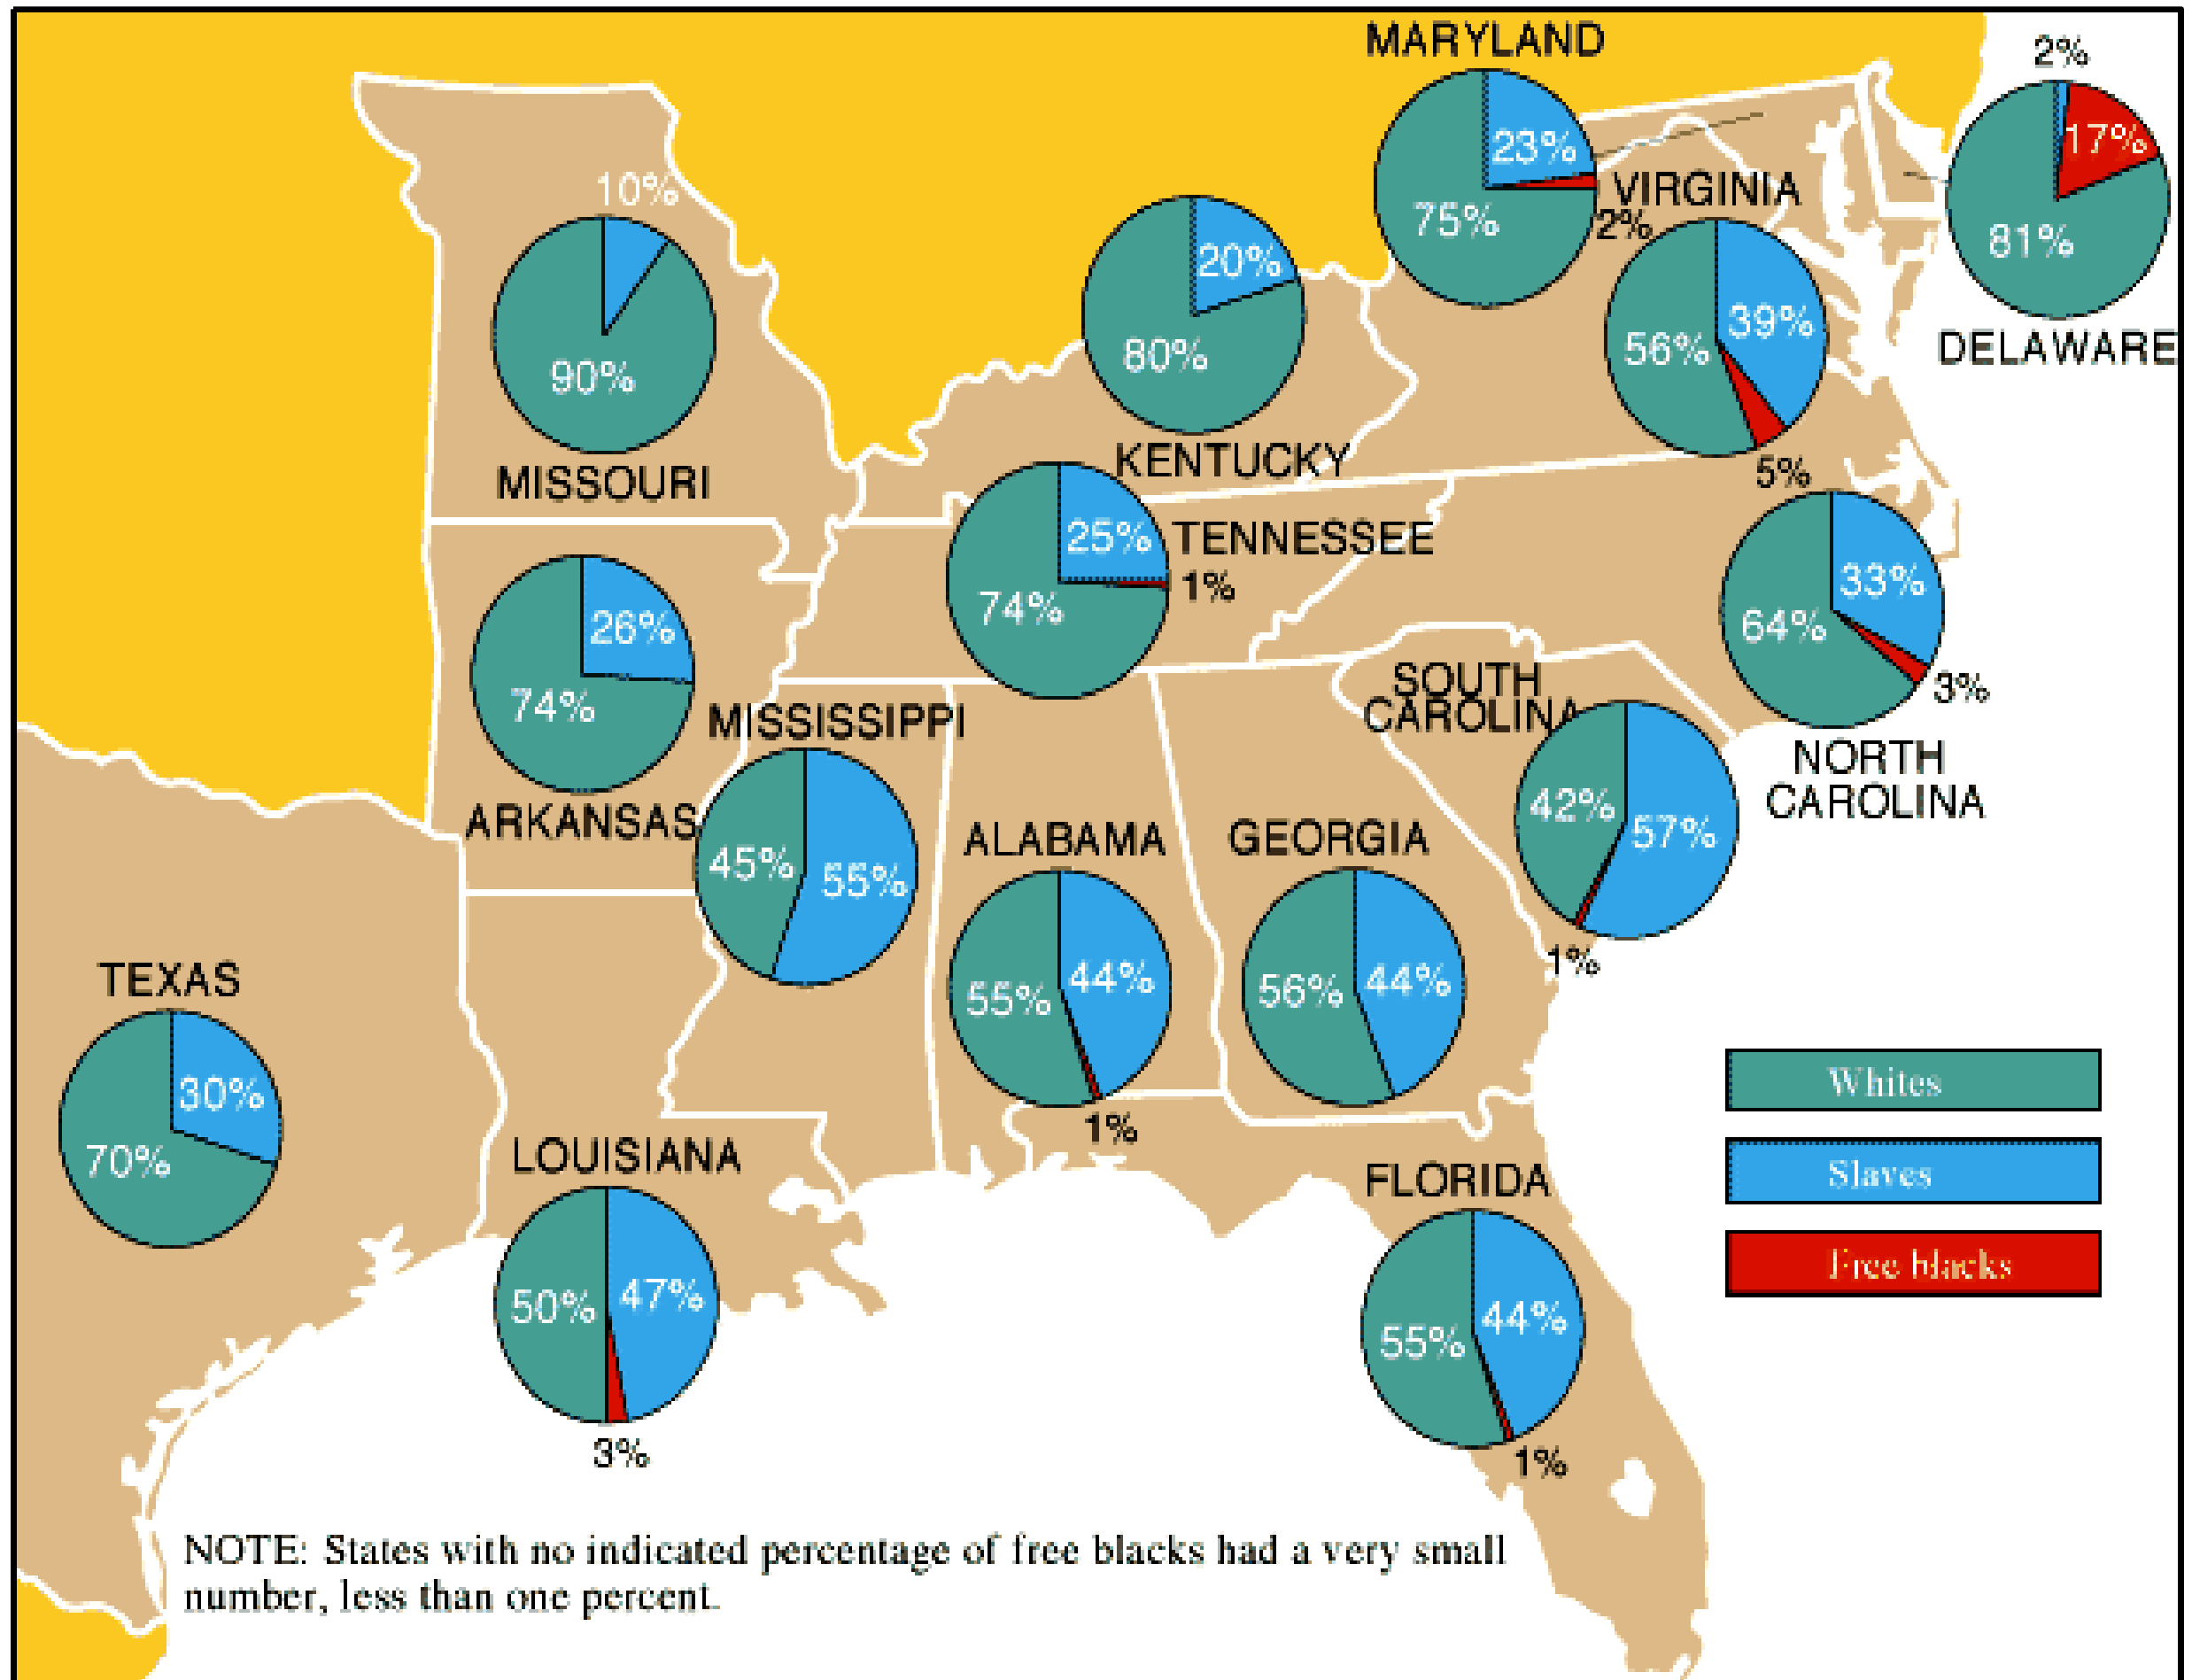 MARYLAND
23%
75%
2%
2%
17%
81%
DELAWARE
10%
90%
MISSOURI
20%
80%
KENTUCKY
VIRGINIA
39%
56%
5%
25%
74%
TENNESSEE
1%
33%
64%
3%
NORTH
CAROLINA
26%
74%
ARKANSAS
MISSISSIPPI
45%
55%
SOUTH
CAROLINA
42%
57%
1%
ALABAMA
55%
44%
1%
GEORGIA
56%
44%
TEXAS
30%
70%
LOUISIANA
50%
47%
3%
FLORIDA
55%
44%
1%
Whites
Slaves
Free blacks
NOTE: States with no indicated percentage of free blacks had a very small
number, less than one percent.